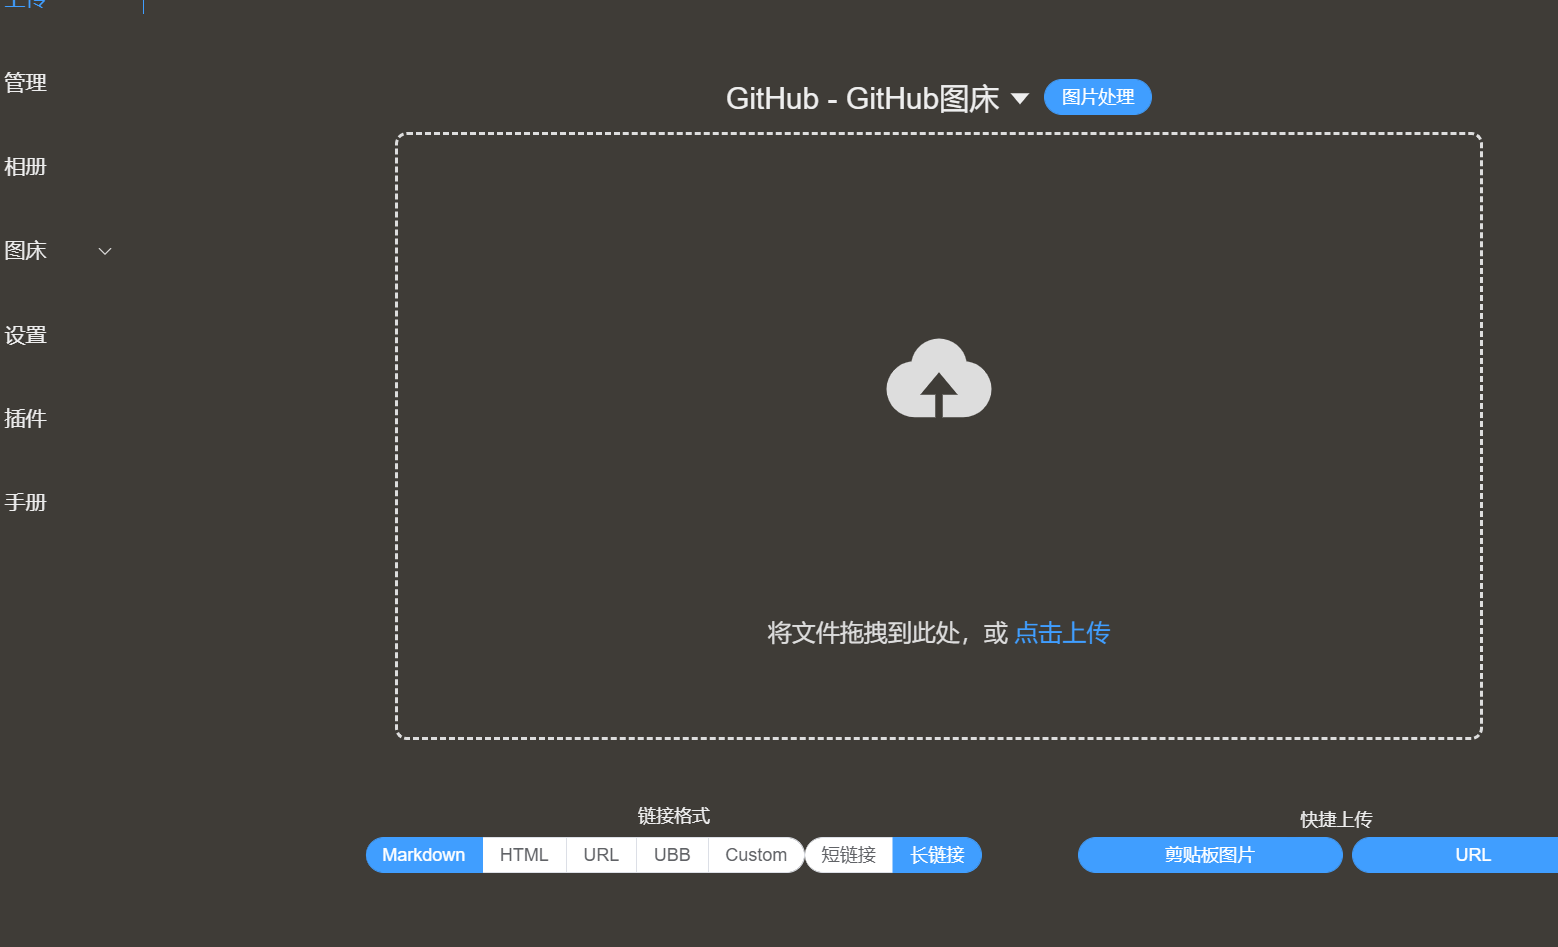 上传
管理
相册
图床
设置
插件
手册
GitHub - GitHub图床
图片处理
将文件拖拽到此处，或 点击上传
链接格式
Markdown HTML URL UBB Custom 短链接 长链接
快捷上传
剪贴板图片 URL